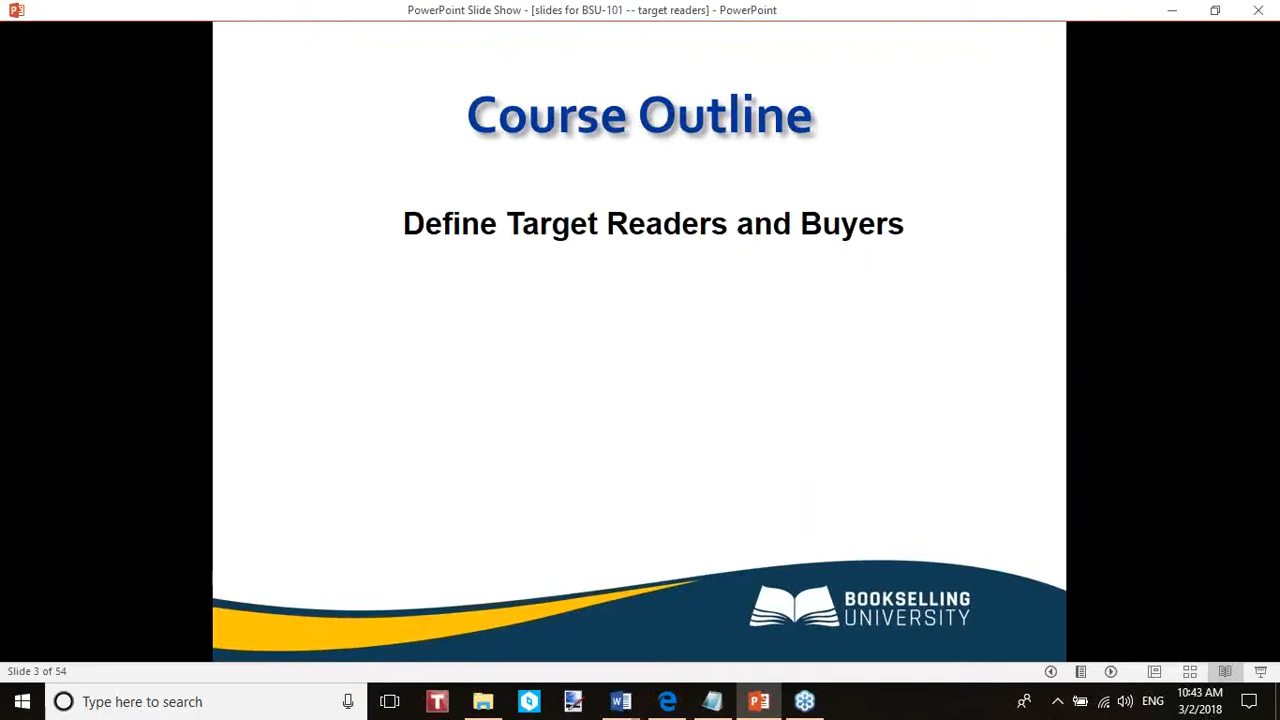 PowerPoint Slide Show - [slides for BSU-101 -- target readers] - PowerPoint
Course Outline
Define Target Readers and Buyers
BOOKSELLING
UNIVERSITY
Slide 3 of 54
Type here to search
ENG
10:43 AM
3/2/2018